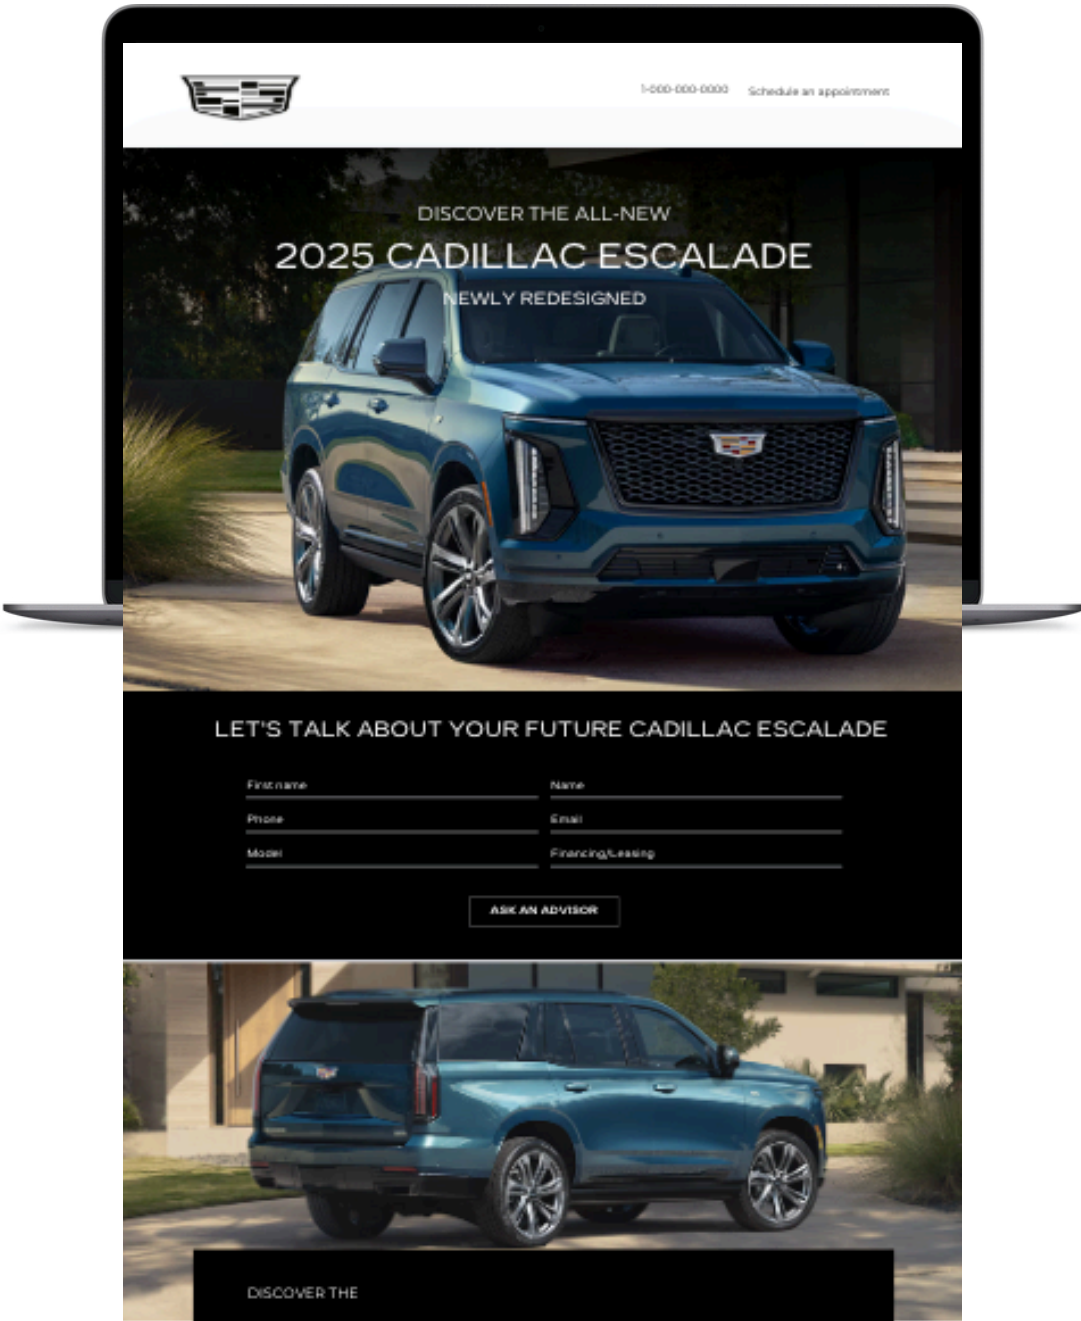 1-000-000-0000 Schedule an appointment
DISCOVER THE ALL-NEW
2025 CADILLAC ESCALADE
NEWLY REDESIGNED
LET'S TALK ABOUT YOUR FUTURE CADILLAC ESCALADE
First name Name
Phone Email
Model Financing/Leasing
ASK AN ADVISOR
DISCOVER THE